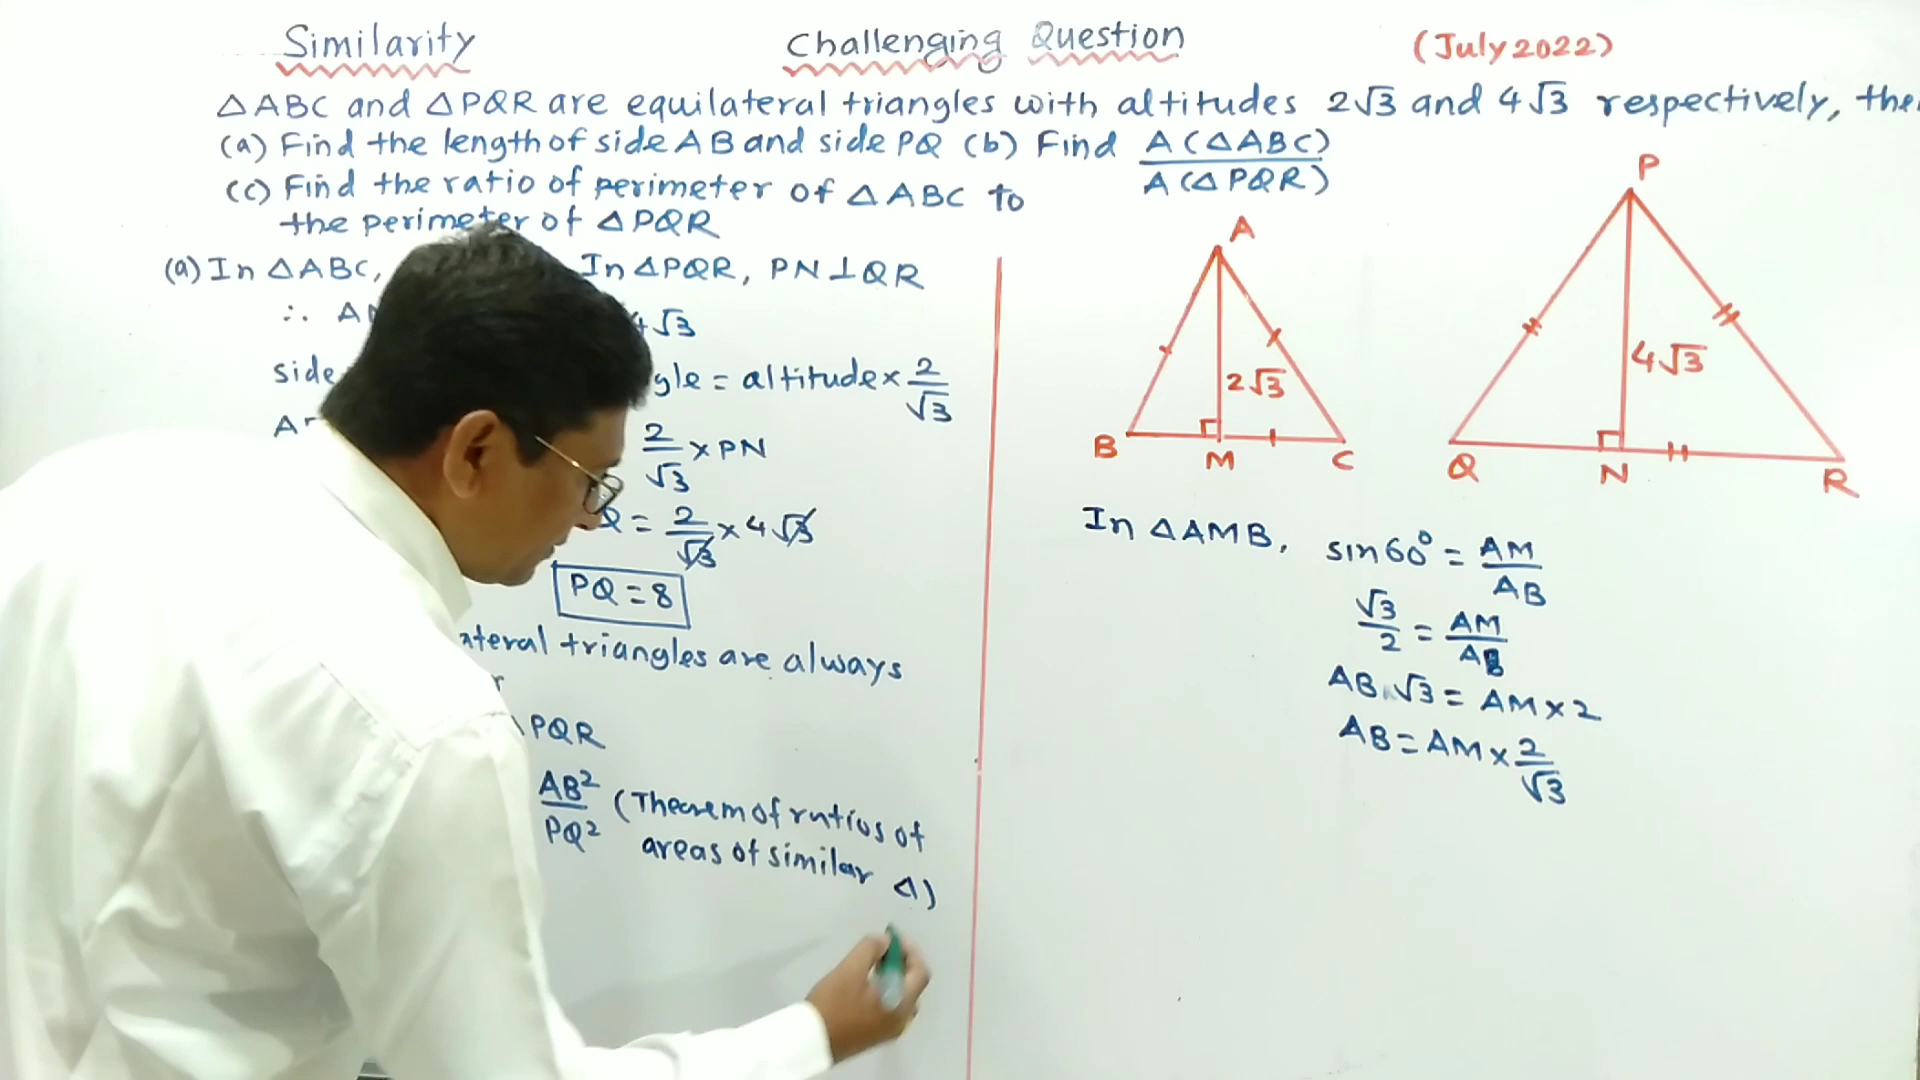 Similarity Challenging Question (July 2022)
△ABC and △PQR are equilateral triangles with altitudes 2√3 and 4√3 respectively,
(a) Find the length of side AB and side PQ (b) Find A(△ABC)/A(△PQR)
(c) Find the ratio of perimeter of △ABC to
the perimeter of △PQR
(a) In △ABC, In △PQR, PN⊥QR
∴ 4√3
side = altitude × 2/√3
2/√3 × PN
= 2/√3 × 4√3
PQ = 8
triangles are always
PQR
AB²/PQ² (Theorem of ratios of
areas of similar △)
A
2√3
B
M
C
P
4√3
Q
N
R
In △AMB, sin60° = AM/AB
√3/2 = AM/AB
AB.√3 = AM×2
AB = AM × 2/√3